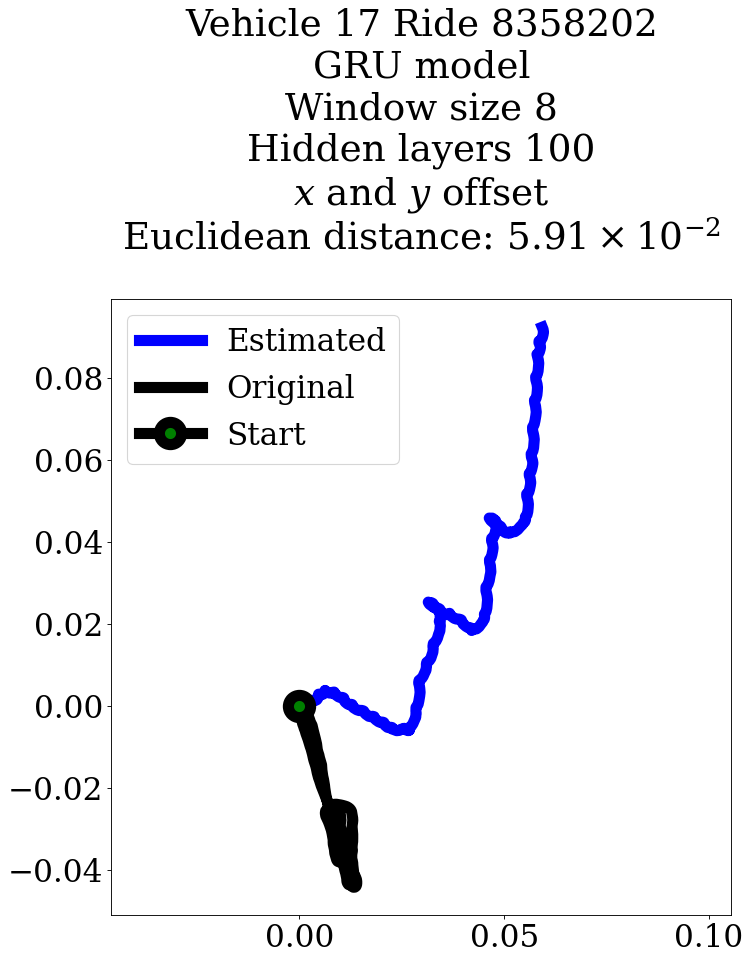 Vehicle 17 Ride 8358202
GRU model
Window size 8
Hidden layers 100
x and y offset
Euclidean distance: 5.91 × 10⁻²
Estimated
Original
Start
0.08
0.06
0.04
0.02
0.00
−0.02
−0.04
0.00 0.05 0.10